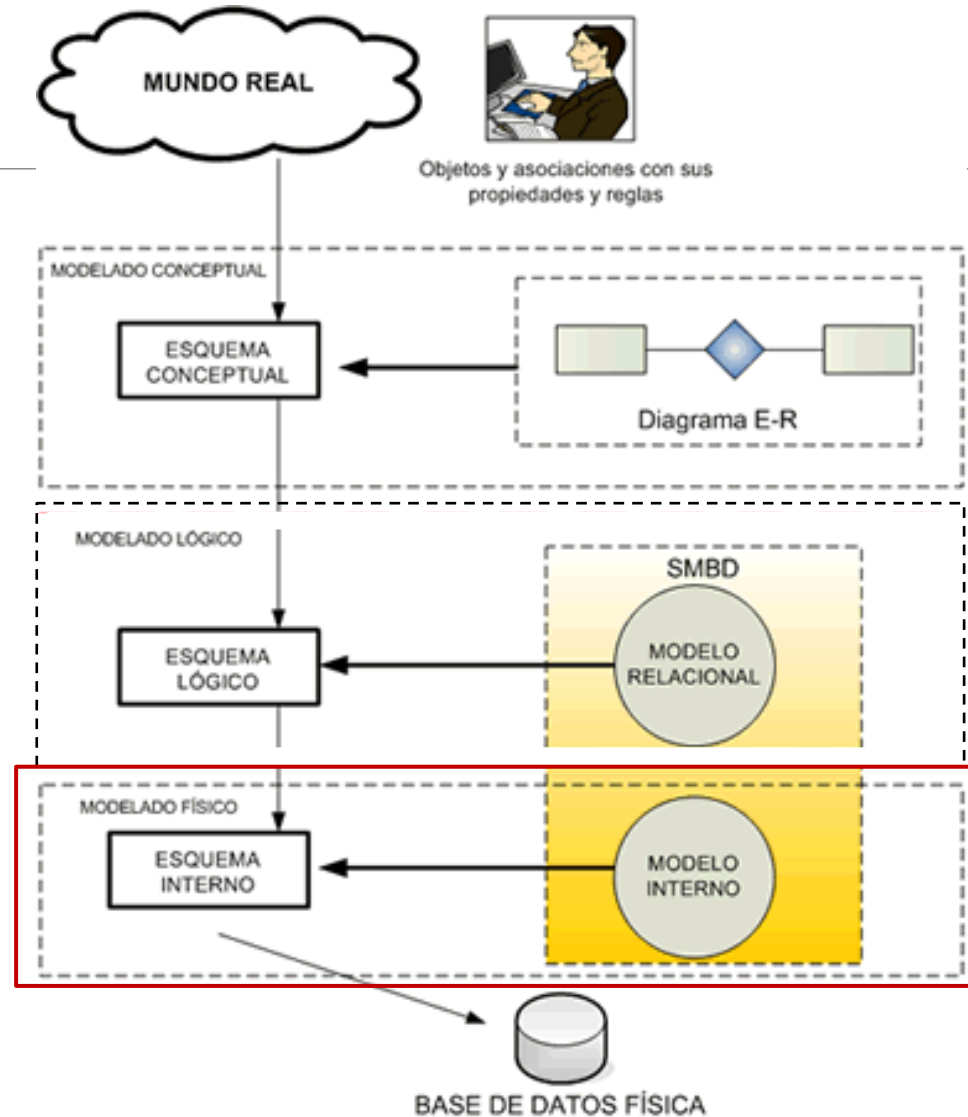 MUNDO REAL
Objetos y asociaciones con sus
propiedades y reglas
MODELADO CONCEPTUAL
ESQUEMA
CONCEPTUAL
Diagrama E-R
MODELADO LÓGICO
SMBD
ESQUEMA
LÓGICO
MODELO
RELACIONAL
MODELADO FÍSICO
ESQUEMA
INTERNO
MODELO
INTERNO
BASE DE DATOS FÍSICA